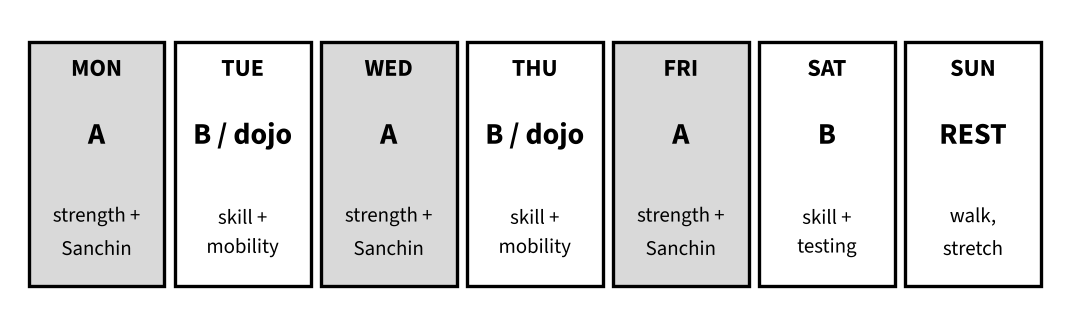 MON
A
strength +
Sanchin
TUE
B / dojo
skill +
mobility
WED
A
strength +
Sanchin
THU
B / dojo
skill +
mobility
FRI
A
strength +
Sanchin
SAT
B
skill +
testing
SUN
REST
walk,
stretch